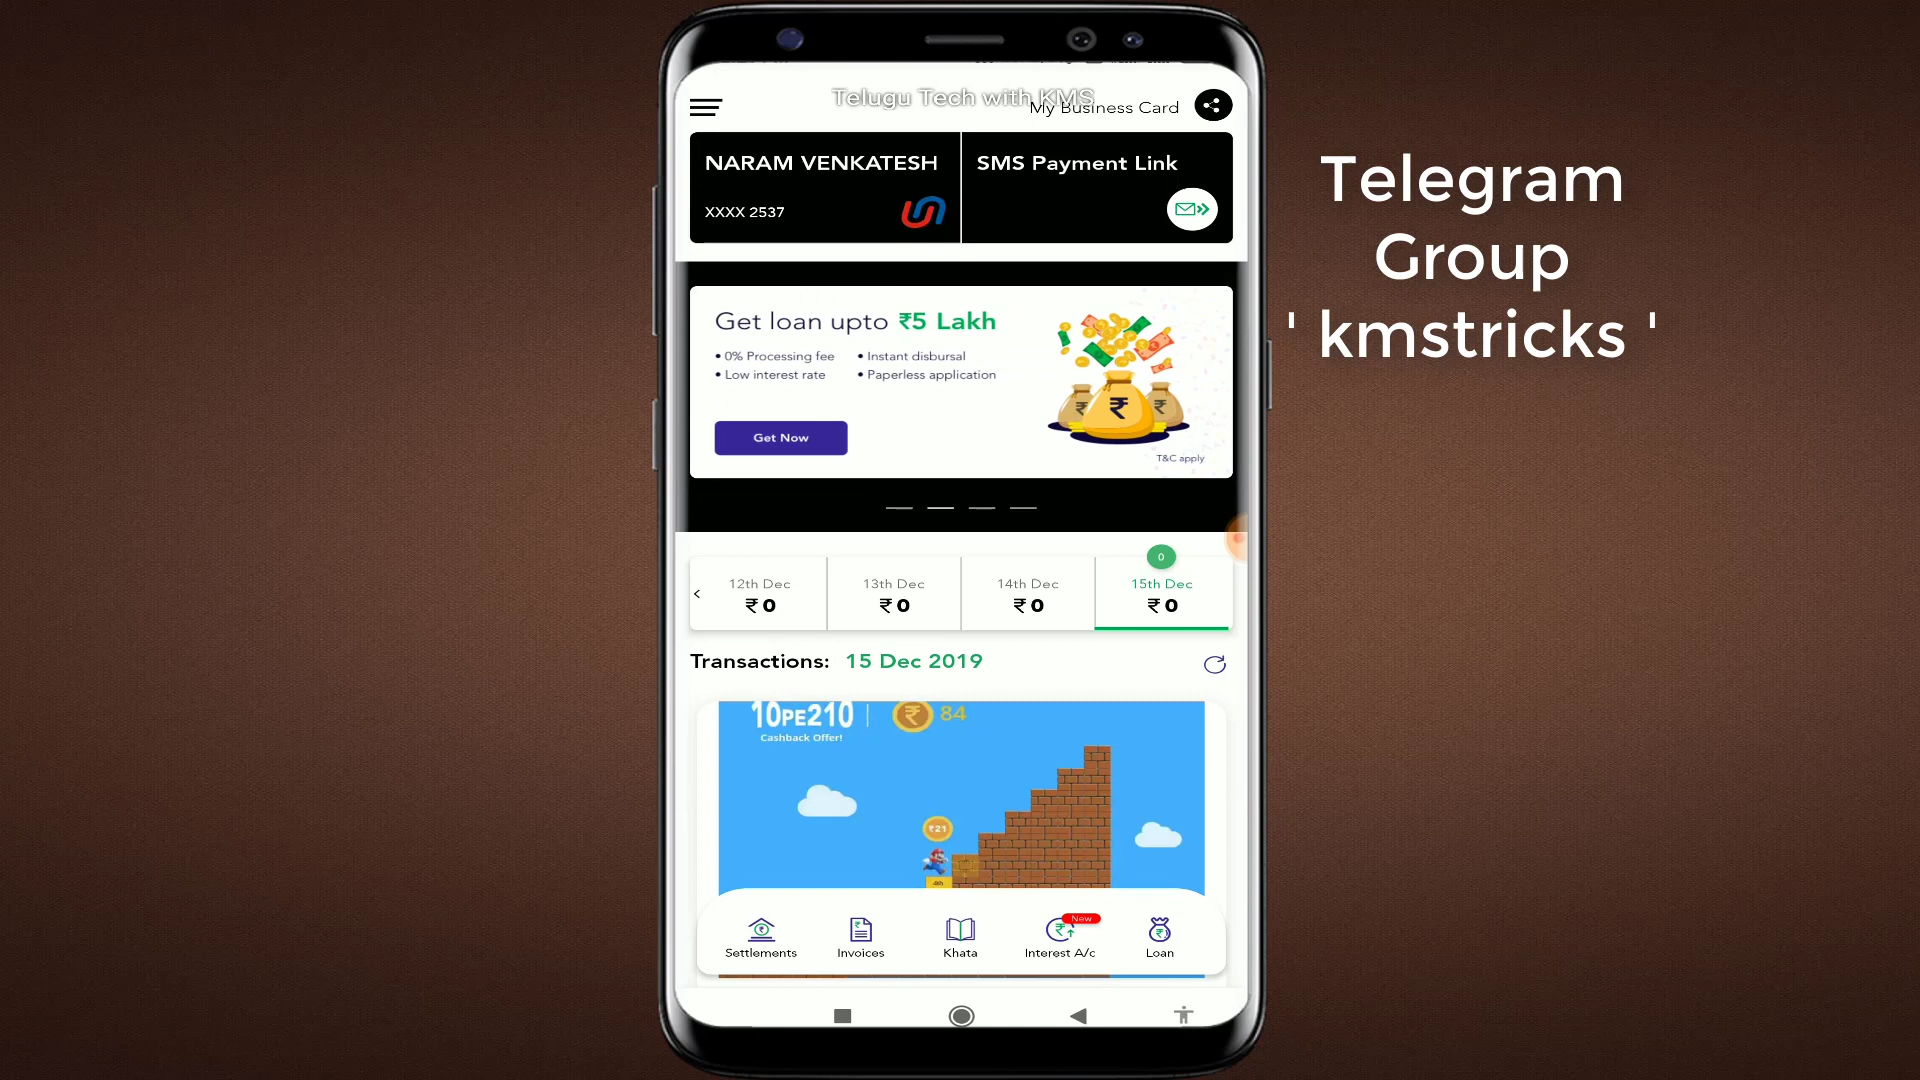 Telugu Tech with KMS
My Business Card
NARAM VENKATESH
XXXX 2537
SMS Payment Link
Get loan upto ₹5 Lakh
• 0% Processing fee
• Instant disbursal
• Low interest rate
• Paperless application
Get Now
T&C apply
0
12th Dec
₹ 0
13th Dec
₹ 0
14th Dec
₹ 0
15th Dec
₹ 0
Transactions: 15 Dec 2019
10PE210
Cashback Offer!
₹ 84
₹21
4th
New
Settlements
Invoices
Khata
Interest A/c
Loan
Telegram
Group
' kmstricks '